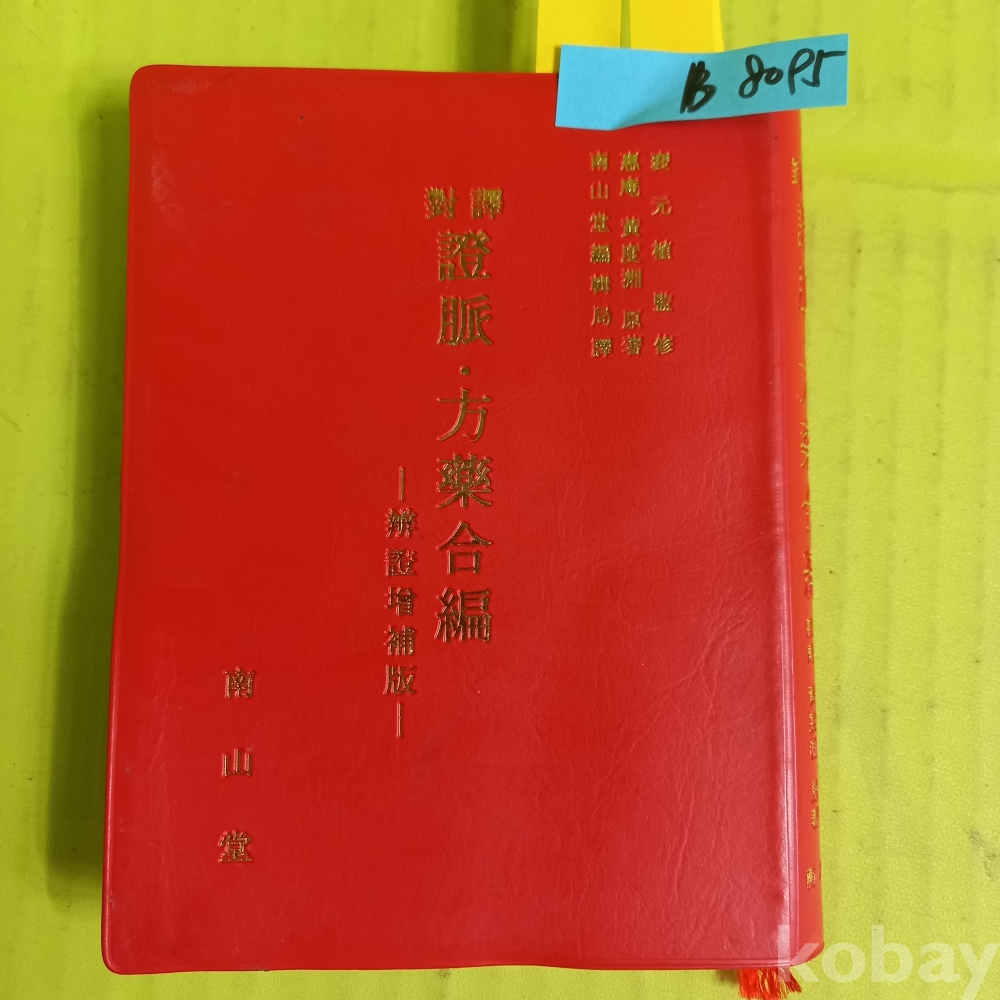 B 8095
裵元植 監修
惠庵 黃度淵 原著
南山堂編輯局譯
對譯
證脈·方藥合編
—辨證增補版—
南山堂
kobay